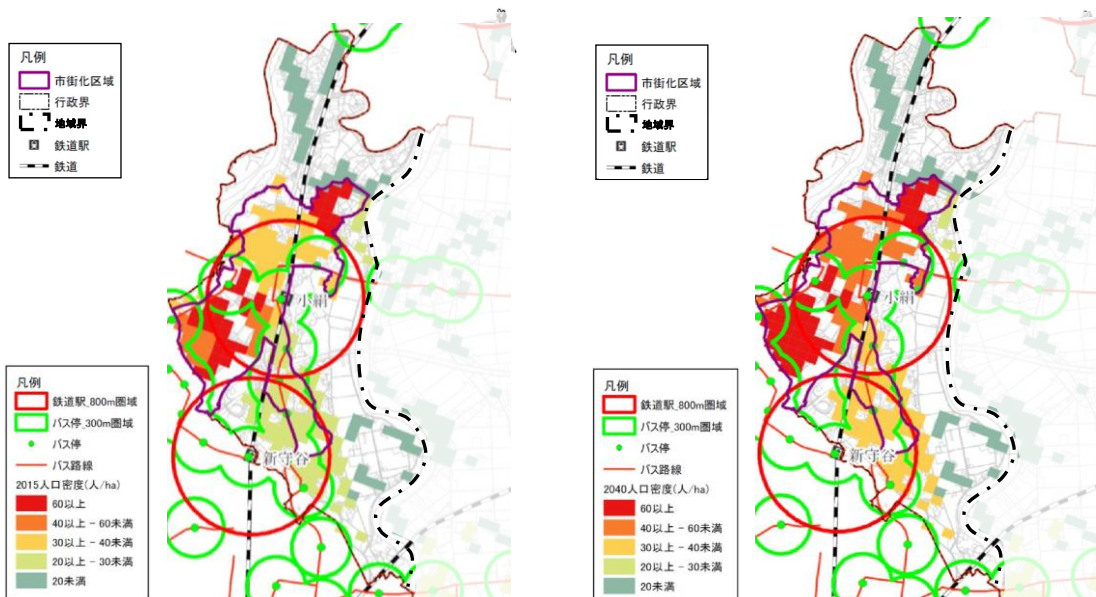 凡例
市街化区域
行政界
地域界
鉄道駅
鉄道
小絹
新守谷
凡例
鉄道駅_800m圏域
バス停_300m圏域
バス停
バス路線
2015人口密度(人/ha)
60以上
40以上 - 60未満
30以上 - 40未満
20以上 - 30未満
20未満
凡例
市街化区域
行政界
地域界
鉄道駅
鉄道
小絹
新守谷
凡例
鉄道駅_800m圏域
バス停_300m圏域
バス停
バス路線
2040人口密度(人/ha)
60以上
40以上 - 60未満
30以上 - 40未満
20以上 - 30未満
20未満